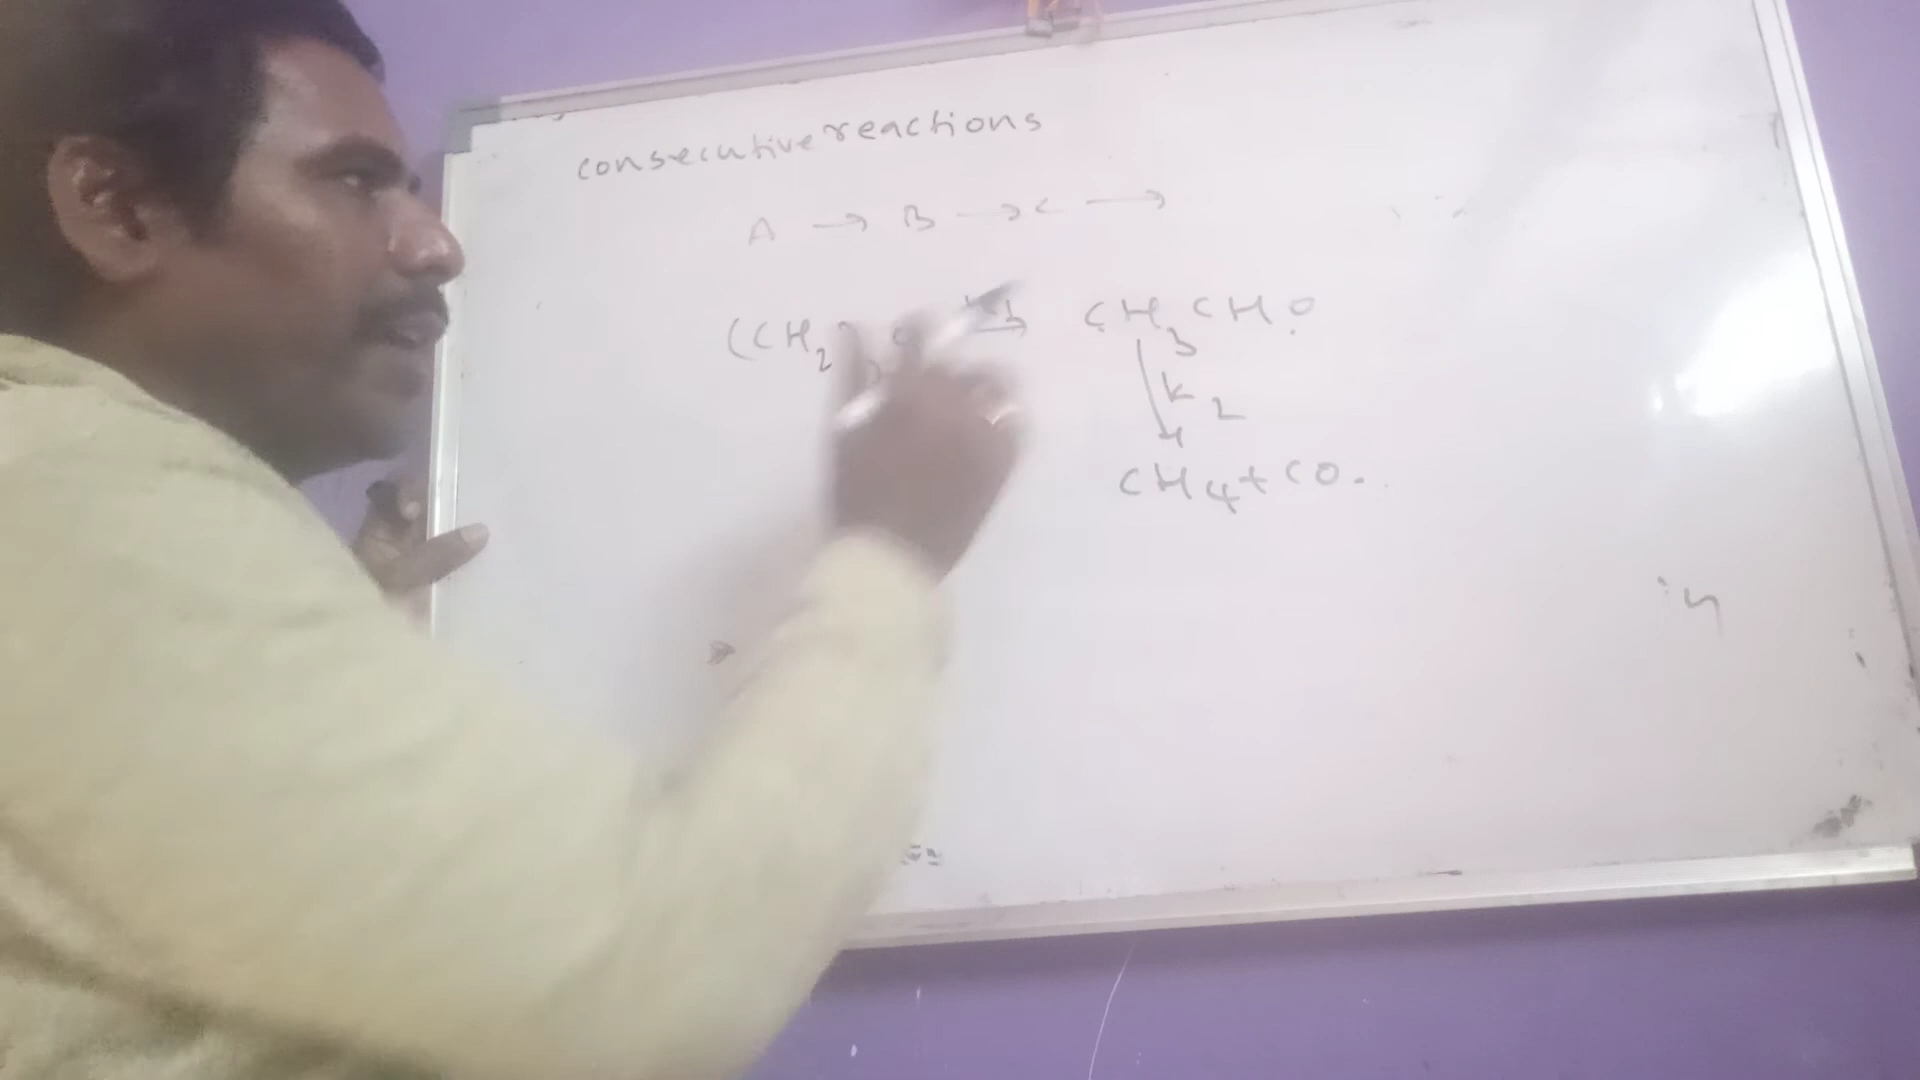 consecutive reactions
A → B → C →
(CH2 → CH3CHO
k2
CH4 + CO.